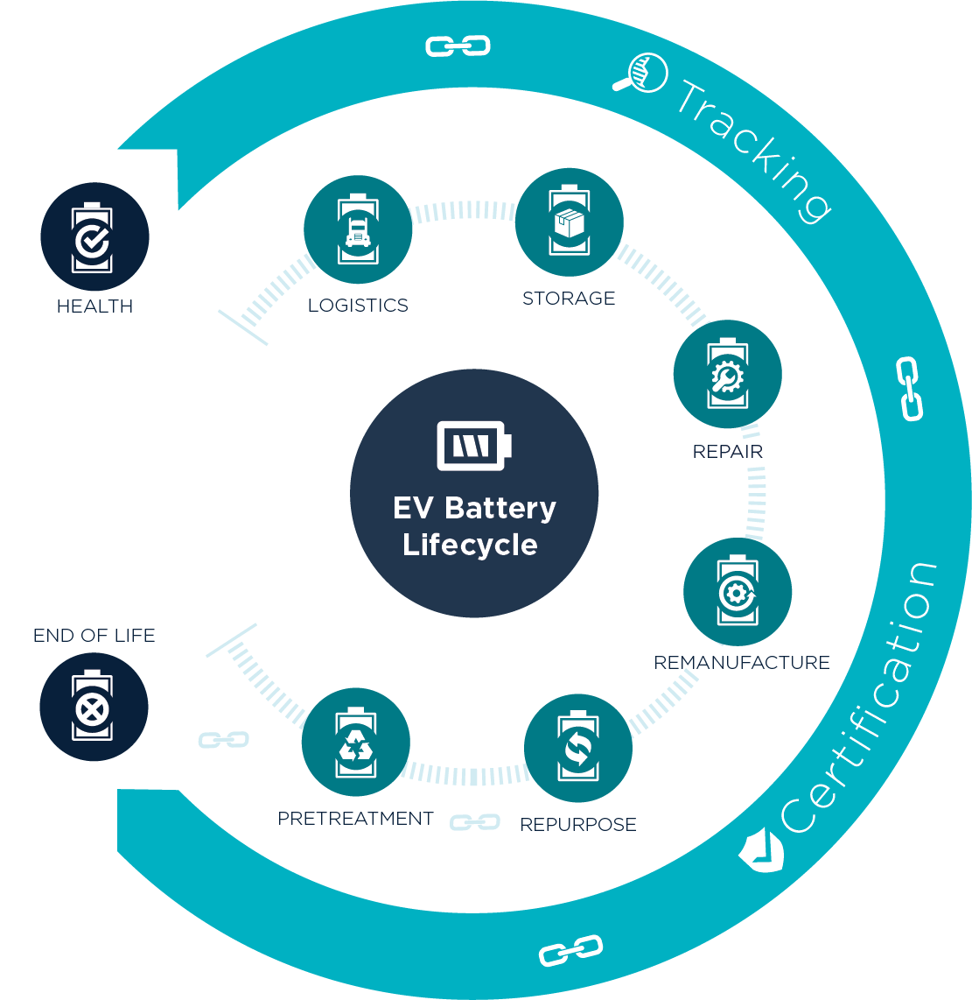 Tracking
HEALTH
LOGISTICS
STORAGE
REPAIR
EV Battery
Lifecycle
REMANUFACTURE
Certification
END OF LIFE
PRETREATMENT
REPURPOSE